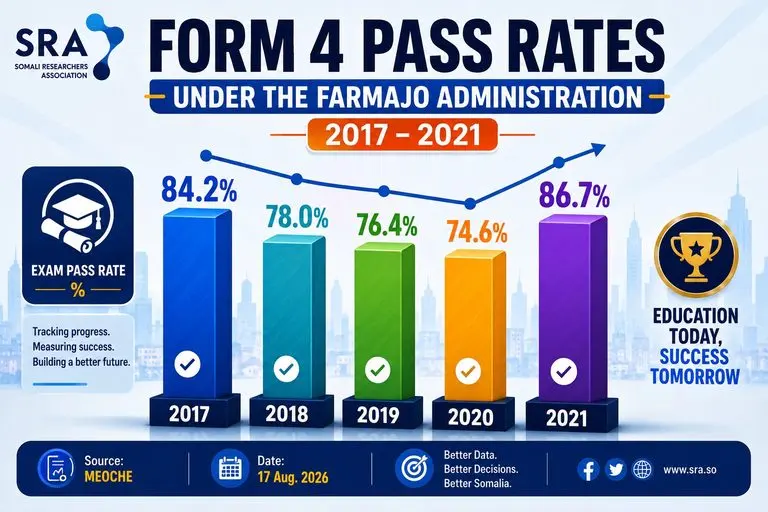 SRA
SOMALI RESEARCHERS
ASSOCIATION
FORM 4 PASS RATES
UNDER THE FARMAJO ADMINISTRATION
2017 – 2021
84.2%
78.0%
76.4%
74.6%
86.7%
EXAM PASS RATE
%
Tracking progress.
Measuring success.
Building a better future.
EDUCATION
TODAY,
SUCCESS
TOMORROW
2017
2018
2019
2020
2021
Source:
MEOCHE
Date:
17 Aug. 2026
Better Data.
Better Decisions.
Better Somalia.
www.sra.so